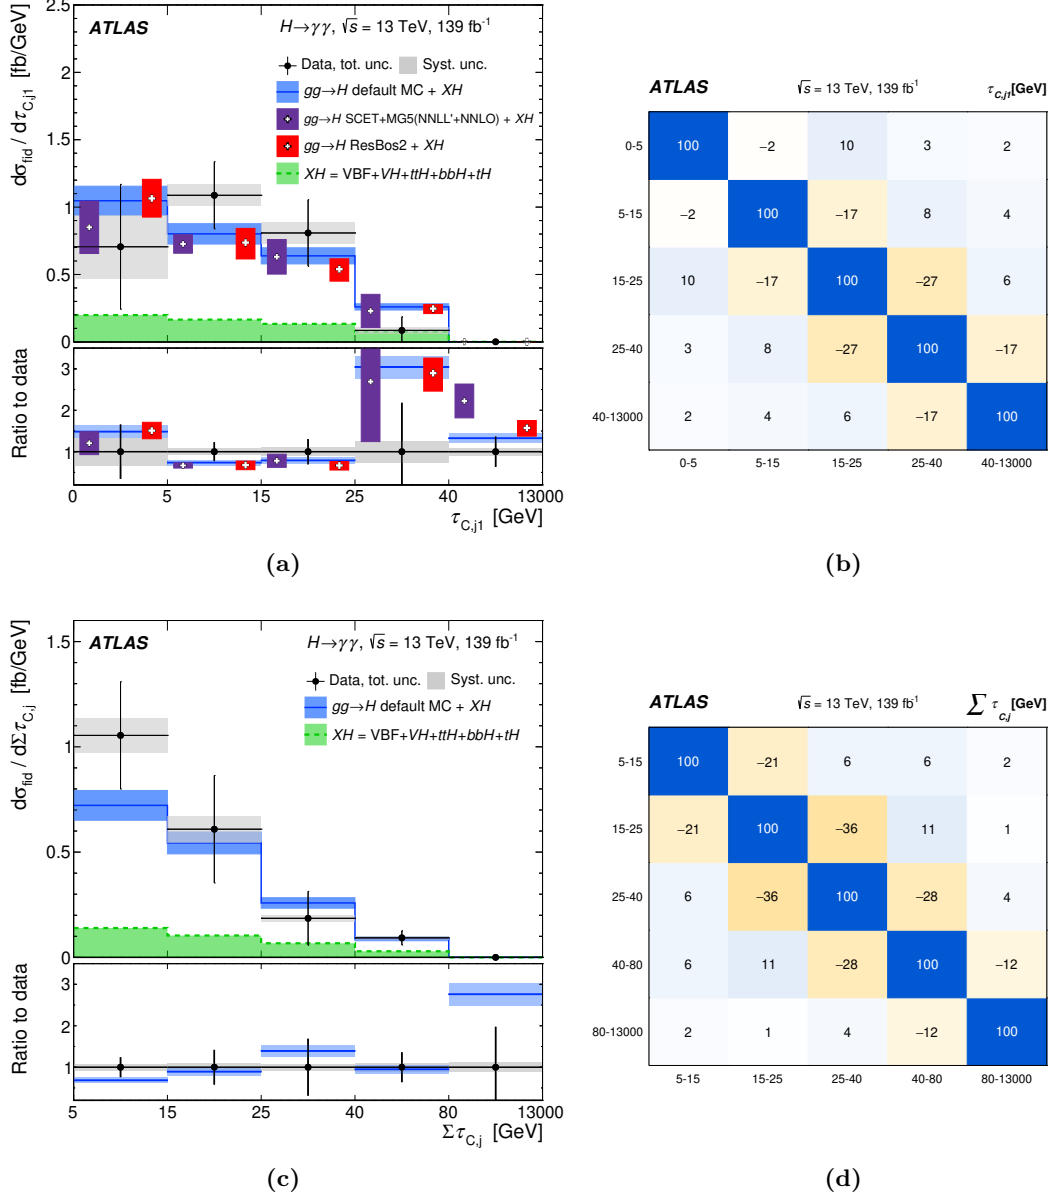 ATLAS
H→γγ, √s = 13 TeV, 139 fb⁻¹
Data, tot. unc. Syst. unc.
gg→H default MC + XH
gg→H SCET+MG5(NNLL'+NNLO) + XH
gg→H ResBos2 + XH
XH = VBF+VH+ttH+bbH+tH
dσ_fid / dτ_C,j1 [fb/GeV]
2.5
2
1.5
1
0.5
0
Ratio to data
3
2
1
0 5 15 25 40 13000
τ_C,j1 [GeV]
(a)
ATLAS √s = 13 TeV, 139 fb⁻¹ τ_C,j1[GeV]
0-5 100 −2 10 3 2
5-15 −2 100 −17 8 4
15-25 10 −17 100 −27 6
25-40 3 8 −27 100 −17
40-13000 2 4 6 −17 100
0-5 5-15 15-25 25-40 40-13000
(b)
ATLAS
H→γγ, √s = 13 TeV, 139 fb⁻¹
Data, tot. unc. Syst. unc.
gg→H default MC + XH
XH = VBF+VH+ttH+bbH+tH
dσ_fid / dΣτ_C,j [fb/GeV]
1.5
1
0.5
0
Ratio to data
3
2
1
5 15 25 40 80 13000
Στ_C,j [GeV]
(c)
ATLAS √s = 13 TeV, 139 fb⁻¹ ∑ τ_C,j[GeV]
5-15 100 −21 6 6 2
15-25 −21 100 −36 11 1
25-40 6 −36 100 −28 4
40-80 6 11 −28 100 −12
80-13000 2 1 4 −12 100
5-15 15-25 25-40 40-80 80-13000
(d)